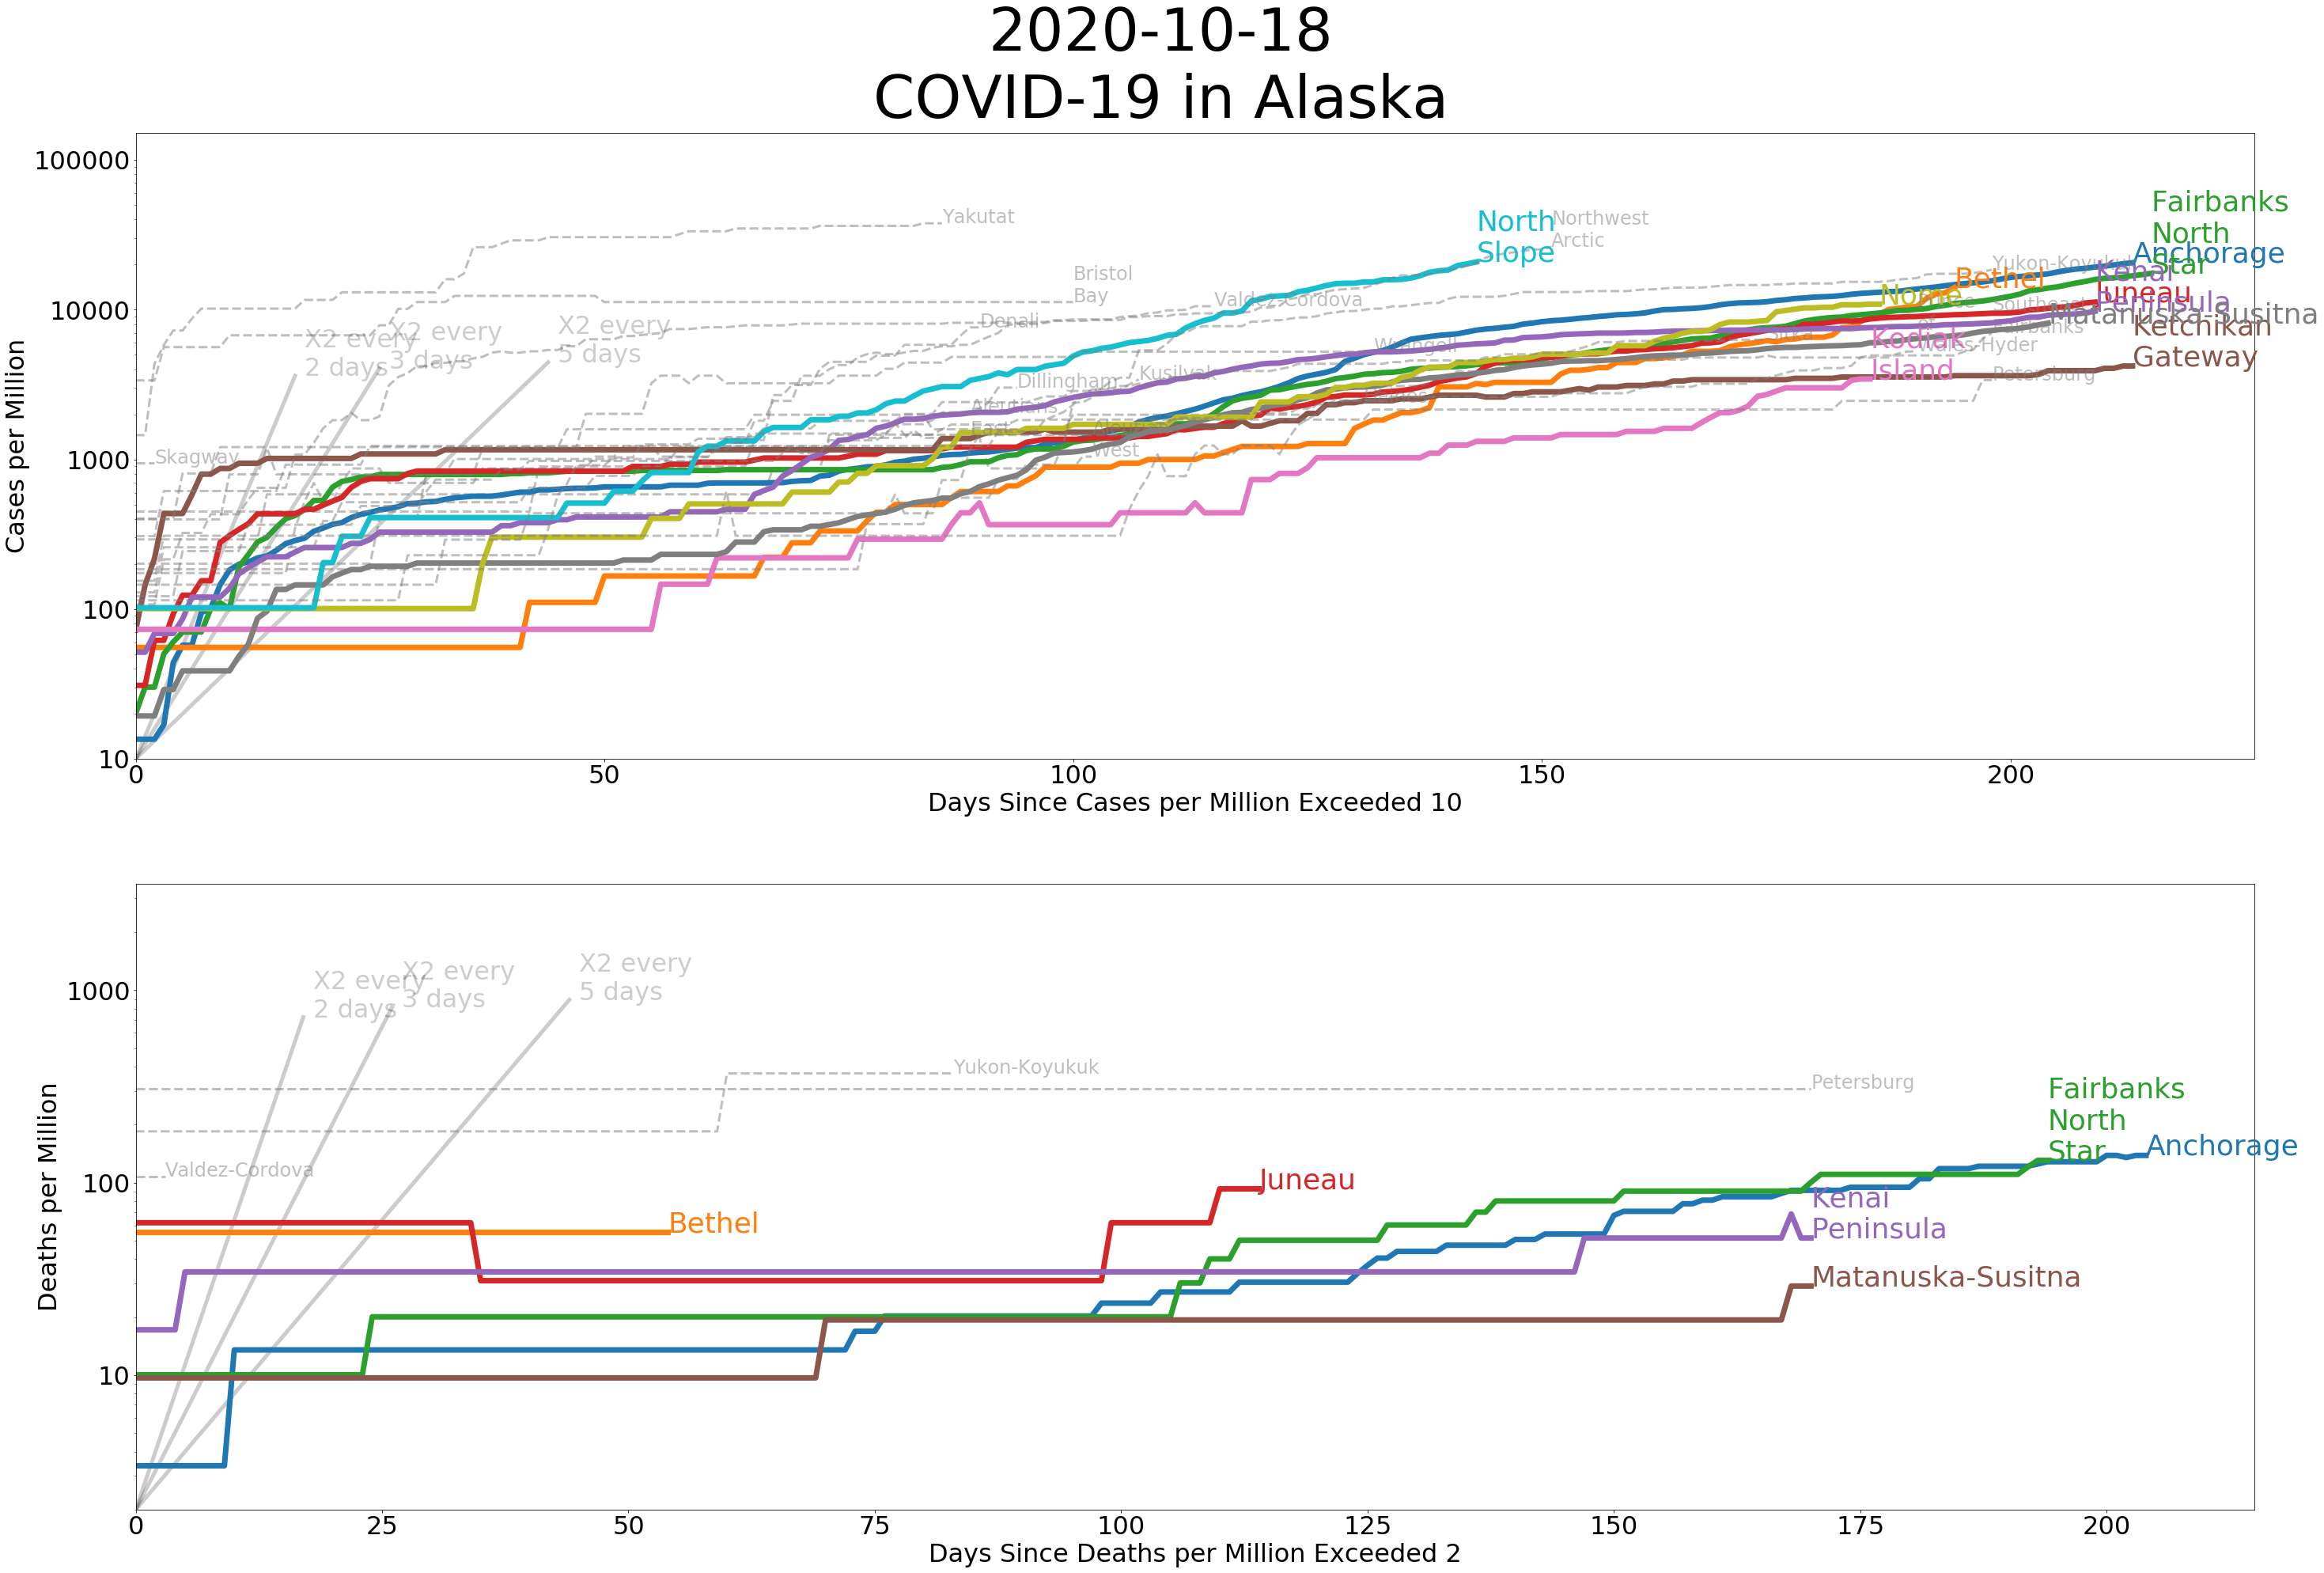 2020-10-18
COVID-19 in Alaska
100000
10000
1000
100
10
Cases per Million
0
50
100
150
200
Days Since Cases per Million Exceeded 10
X2 every
2 days
X2 every
3 days
X2 every
5 days
Yakutat
Skagway
Bristol
Bay
Denali
Valdez-Cordova
Dillingham
Kusilvak
Aleutians
East
West
Wrangell
North
Slope
Northwest
Arctic
Fairbanks
North
Star
Anchorage
Yukon-Koyukuk
Bethel
Nome
Kenai
Peninsula
Juneau
Southeast
Matanuska-Susitna
Ketchikan
Gateway
Kodiak
Island
Petersburg
1000
100
10
Deaths per Million
0
25
50
75
100
125
150
175
200
Days Since Deaths per Million Exceeded 2
X2 every
2 days
X2 every
3 days
X2 every
5 days
Yukon-Koyukuk
Petersburg
Valdez-Cordova
Fairbanks
North
Star
Anchorage
Juneau
Bethel
Kenai
Peninsula
Matanuska-Susitna